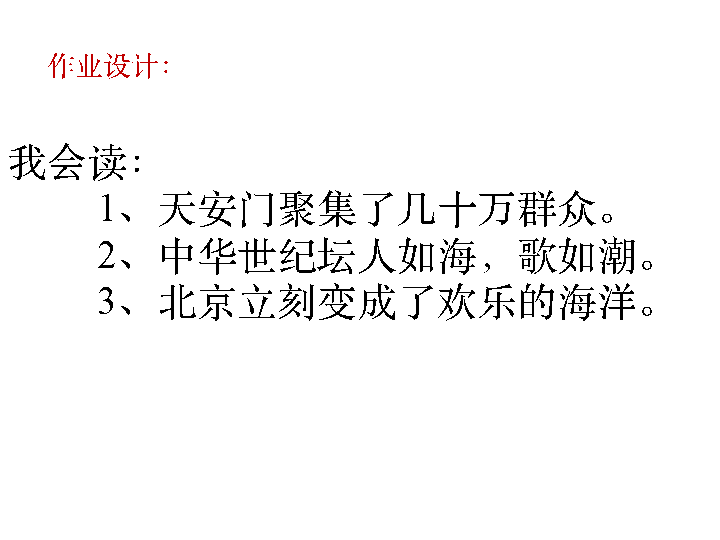 作业设计：
我会读：
1、天安门聚集了几十万群众。
2、中华世纪坛人如海，歌如潮。
3、北京立刻变成了欢乐的海洋。